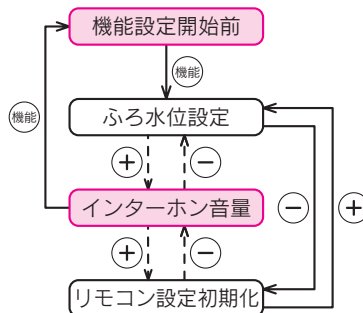 機能設定開始前
機能
機能
ふろ水位設定
+
−
−
+
インターホン音量
+
−
リモコン設定初期化